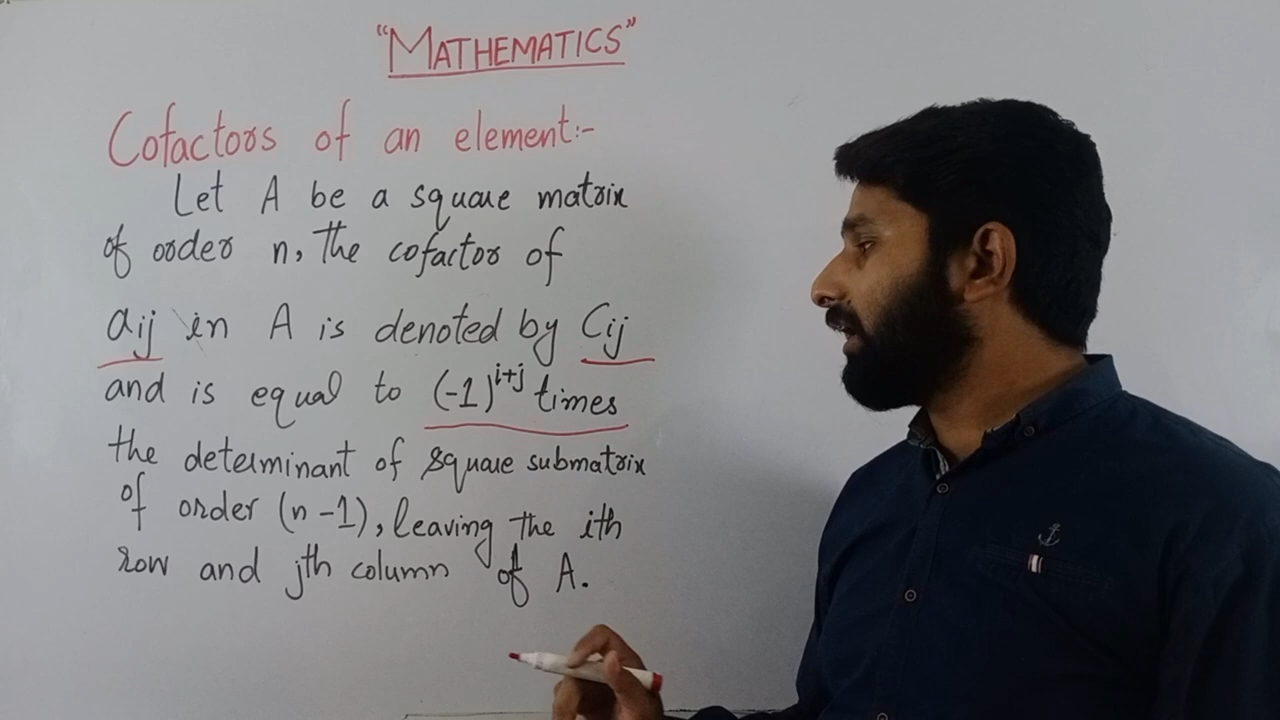 "MATHEMATICS"
Cofactors of an element:-
Let A be a square matrix
of order n, The cofactor of
aij in A is denoted by Cij
and is equal to (-1)^i+j times
the determinant of square submatrix
of order (n-1), leaving the ith
row and jth column of A.